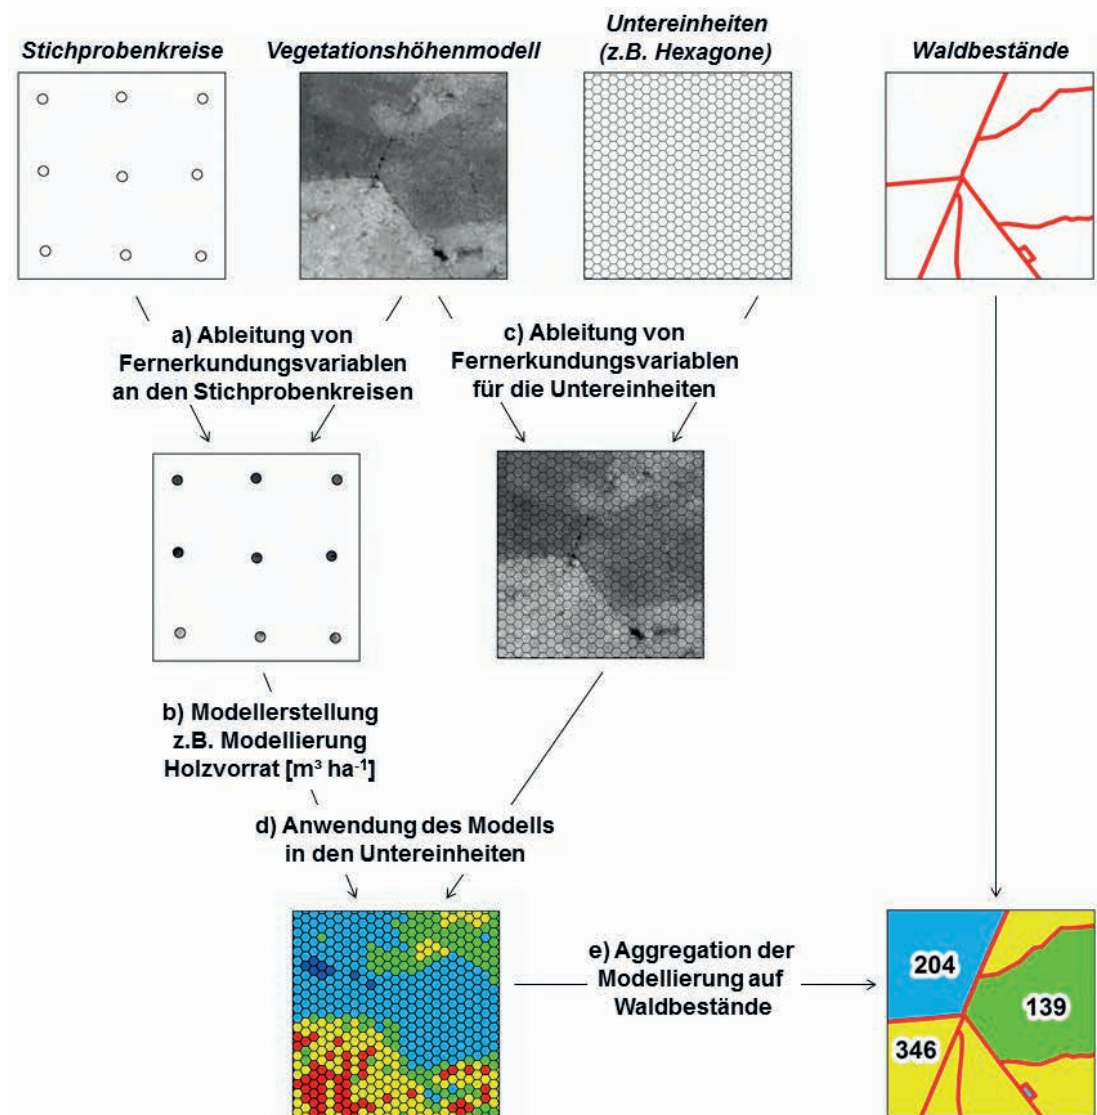 Stichprobenkreise
Vegetationshöhenmodell
Untereinheiten
(z.B. Hexagone)
Waldbestände
a) Ableitung von
Fernerkundungsvariablen
an den Stichprobenkreisen
c) Ableitung von
Fernerkundungsvariablen
für die Untereinheiten
b) Modellerstellung
z.B. Modellierung
Holzvorrat [m³ ha⁻¹]
d) Anwendung des Modells
in den Untereinheiten
e) Aggregation der
Modellierung auf
Waldbestände
204
139
346